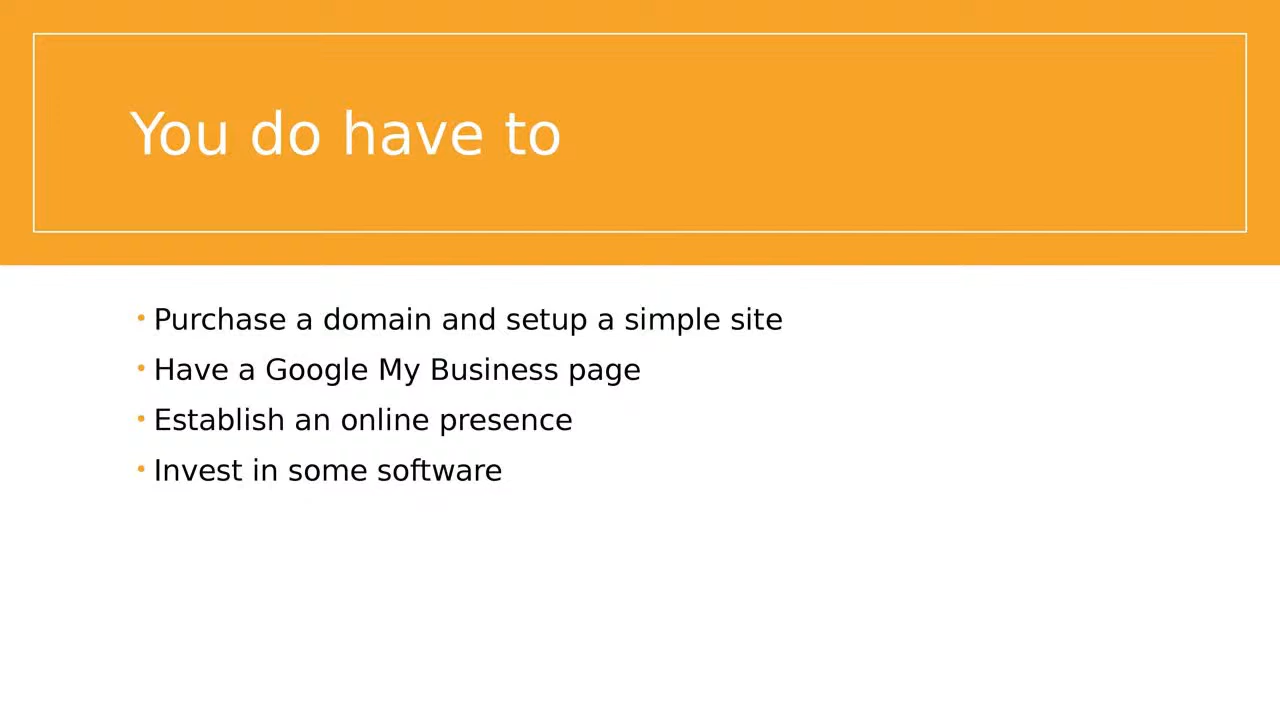 You do have to
• Purchase a domain and setup a simple site
• Have a Google My Business page
• Establish an online presence
• Invest in some software